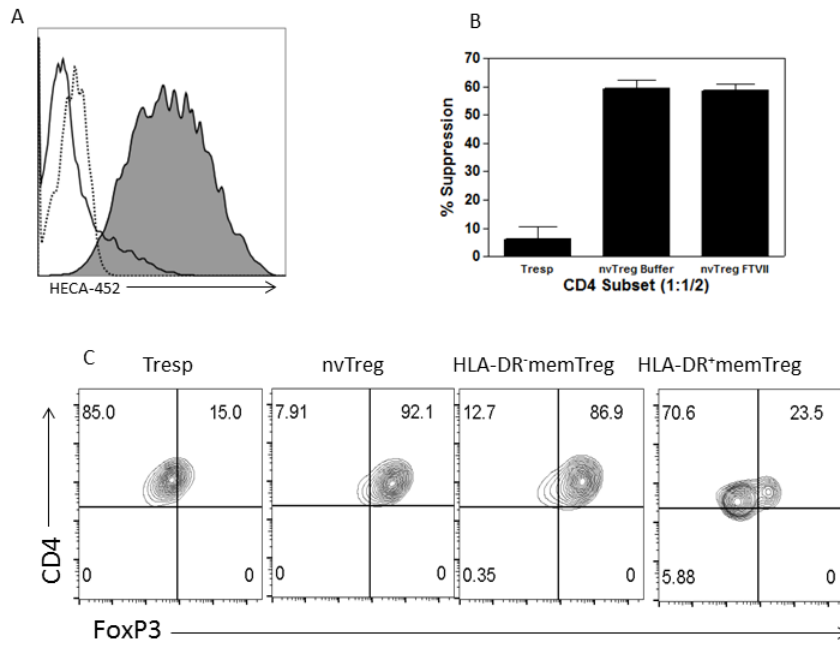 A
HECA-452
B
% Suppression
70
60
50
40
30
20
10
0
Tresp nvTreg Buffer nvTreg FTVII
CD4 Subset (1:1/2)
C
Tresp nvTreg HLA-DR⁻memTreg HLA-DR⁺memTreg
85.0 15.0 7.91 92.1 12.7 86.9 70.6 23.5
CD4
0 0 0 0 0.35 0 5.88 0
FoxP3